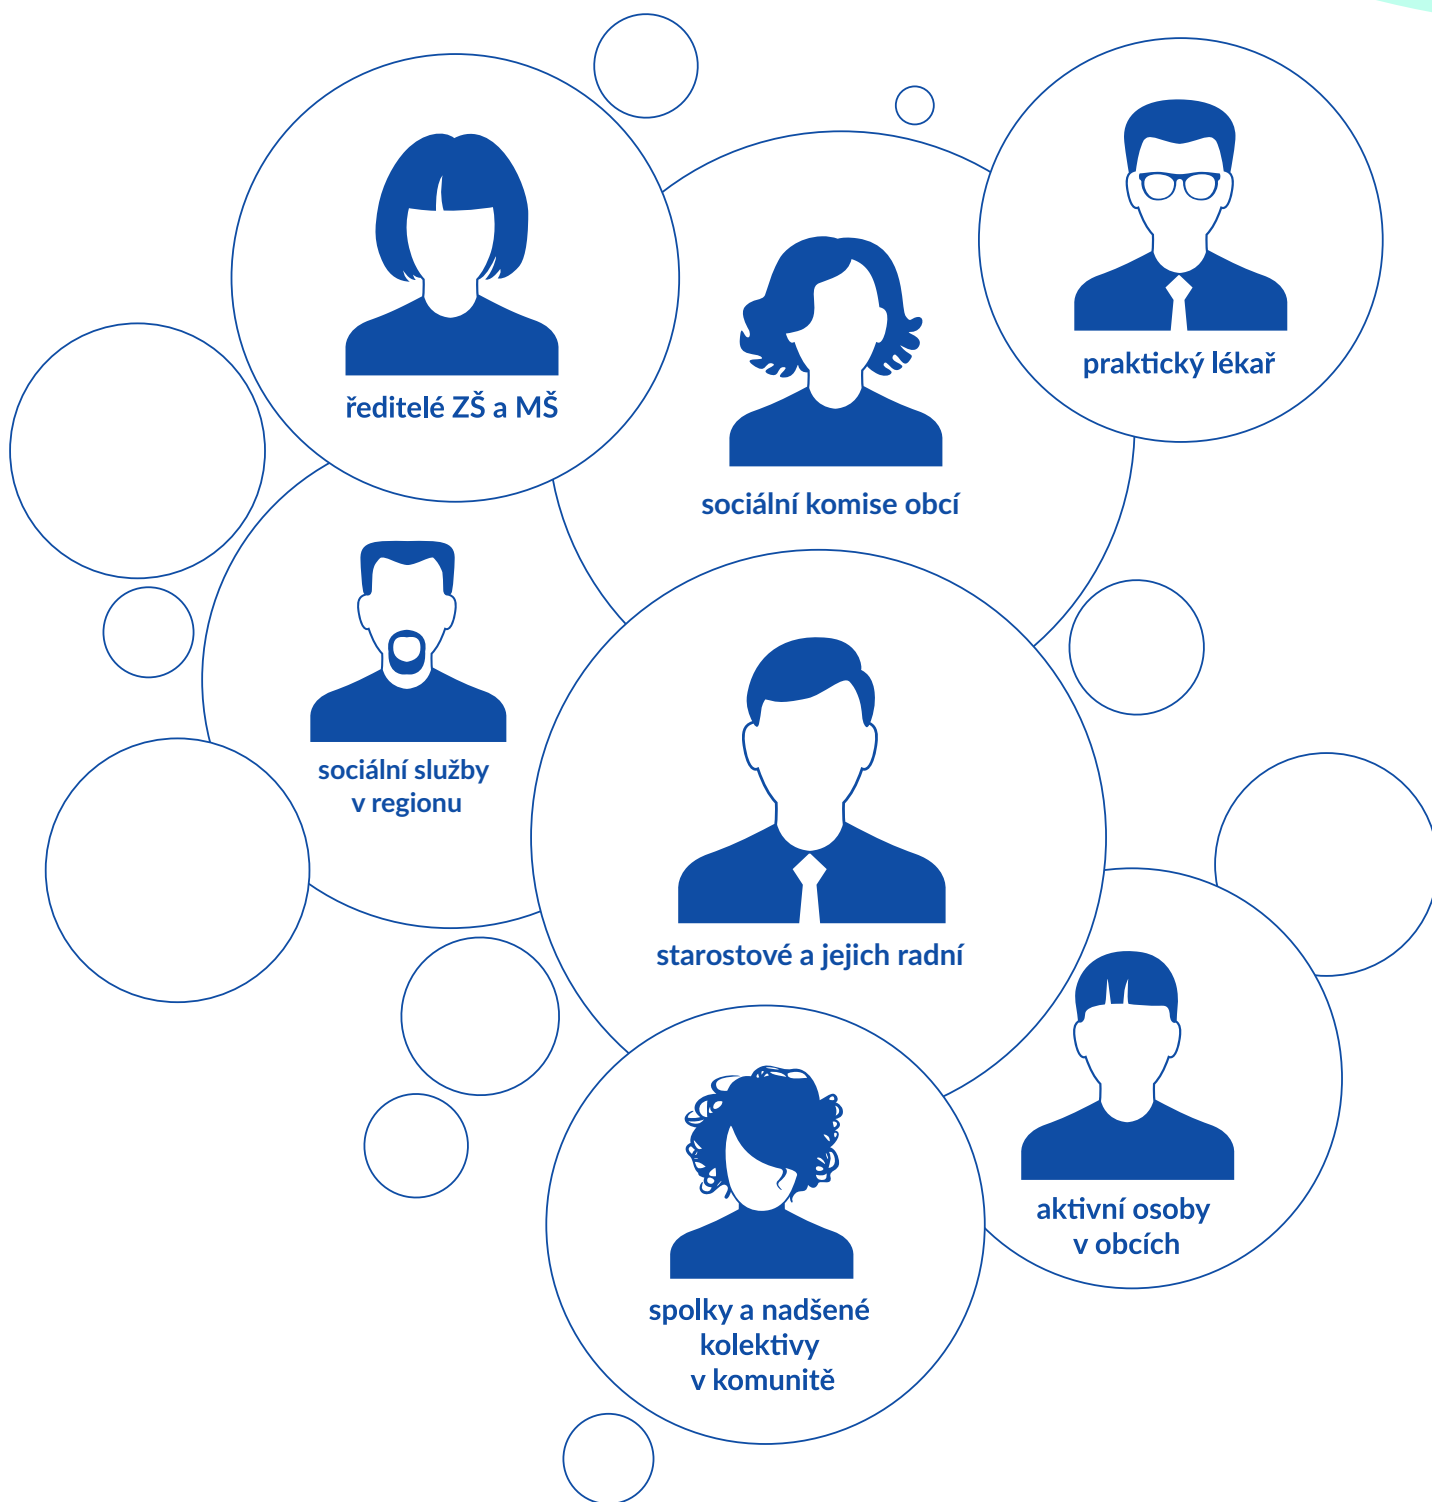 ředitelé ZŠ a MŠ
praktický lékař
sociální komise obcí
sociální služby
v regionu
starostové a jejich radní
aktivní osoby
v obcích
spolky a nadšené
kolektivy
v komunitě